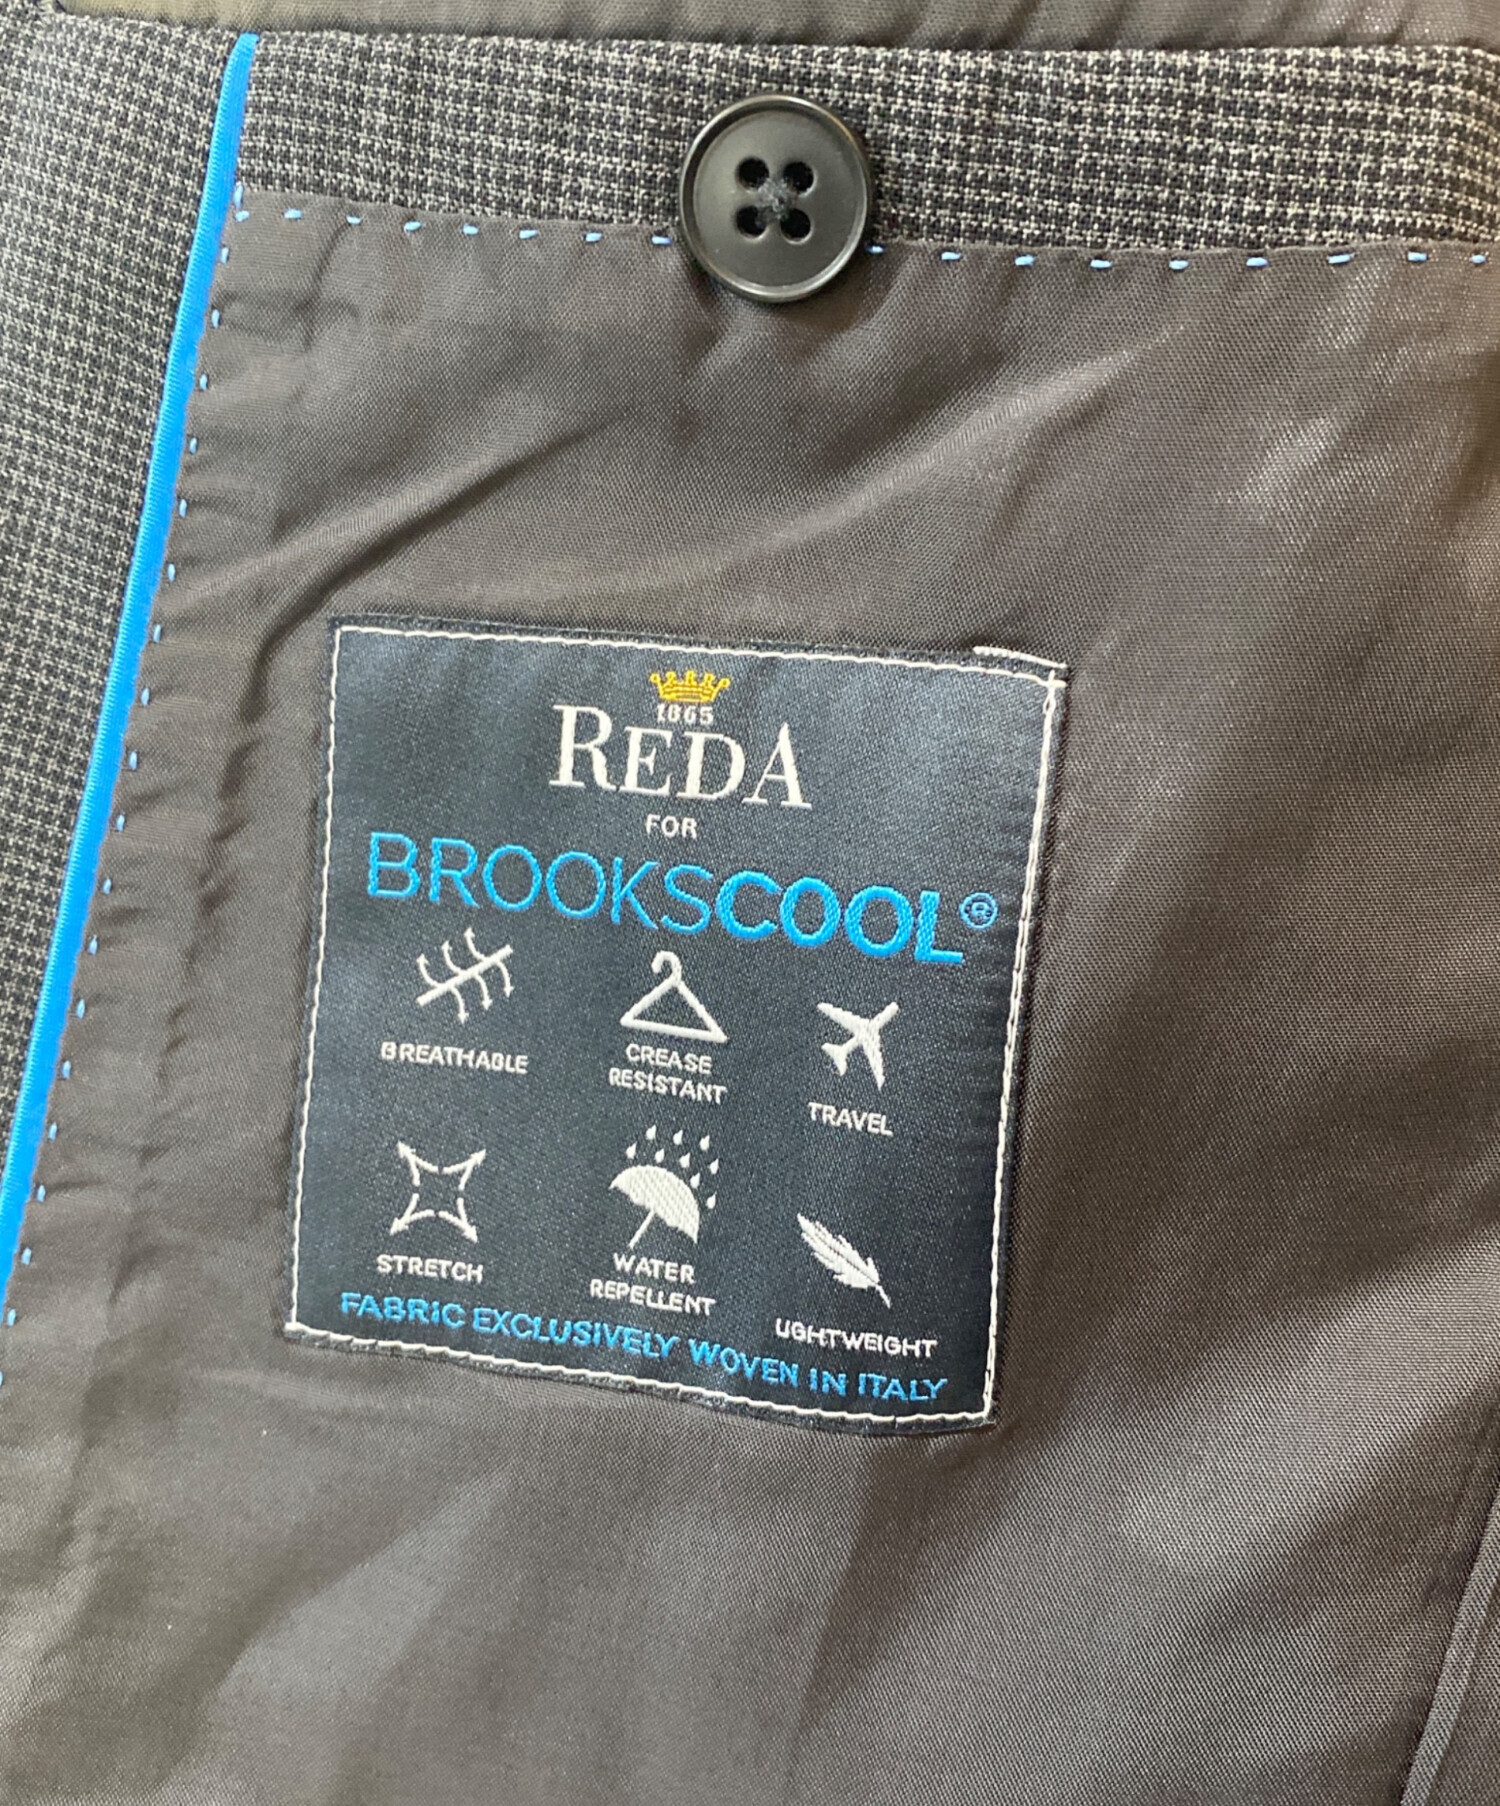 1865
REDA
FOR
BROOKSCOOL®
BREATHABLE
CREASE
RESISTANT
TRAVEL
STRETCH
WATER
REPELLENT
LIGHTWEIGHT
FABRIC EXCLUSIVELY WOVEN IN ITALY